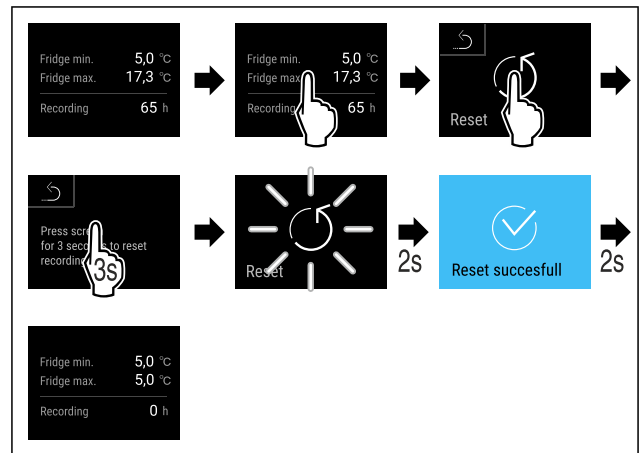 Fridge min. 5,0 °C
Fridge max. 17,3 °C
Recording 65 h
Fridge min. 5,0 °C
Fridge max 17,3 °C
Recording 65 h
Reset
Press screen
for 3 seconds to reset
recording
3s
Reset
2s
Reset succesfull
2s
Fridge min. 5,0 °C
Fridge max. 5,0 °C
Recording 0 h